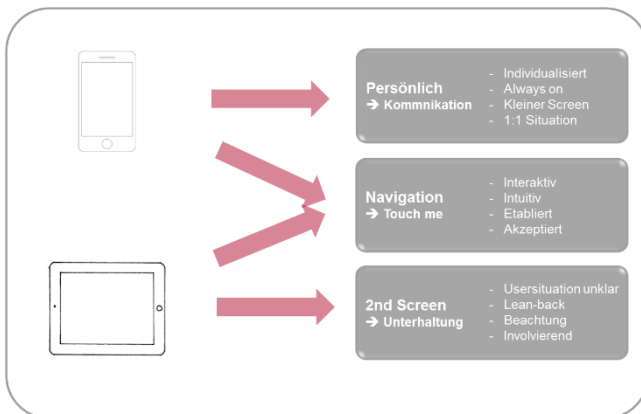 Persönlich
➔ Kommnikation
- Individualisiert
- Always on
- Kleiner Screen
- 1:1 Situation
Navigation
➔ Touch me
- Interaktiv
- Intuitiv
- Etabliert
- Akzeptiert
2nd Screen
➔ Unterhaltung
- Usersituation unklar
- Lean-back
- Beachtung
- Involvierend